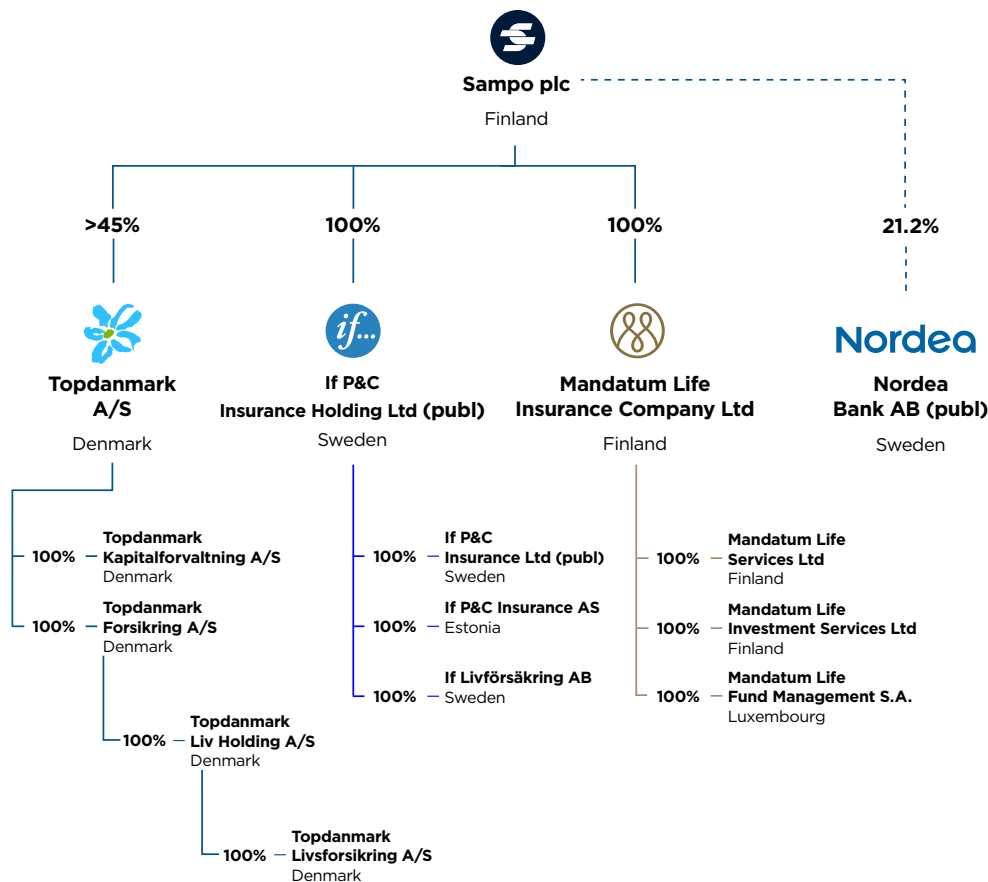 Sampo plc
Finland
>45%
100%
100%
21.2%
if...
Nordea
Topdanmark
A/S
Denmark
If P&C
Insurance Holding Ltd (publ)
Sweden
Mandatum Life
Insurance Company Ltd
Finland
Nordea
Bank AB (publ)
Sweden
100%
Topdanmark
Kapitalforvaltning A/S
Denmark
100%
Topdanmark
Forsikring A/S
Denmark
100%
Topdanmark
Liv Holding A/S
Denmark
100%
Topdanmark
Livsforsikring A/S
Denmark
100%
If P&C
Insurance Ltd (publ)
Sweden
100%
If P&C Insurance AS
Estonia
100%
If Livförsäkring AB
Sweden
100%
Mandatum Life
Services Ltd
Finland
100%
Mandatum Life
Investment Services Ltd
Finland
100%
Mandatum Life
Fund Management S.A.
Luxembourg